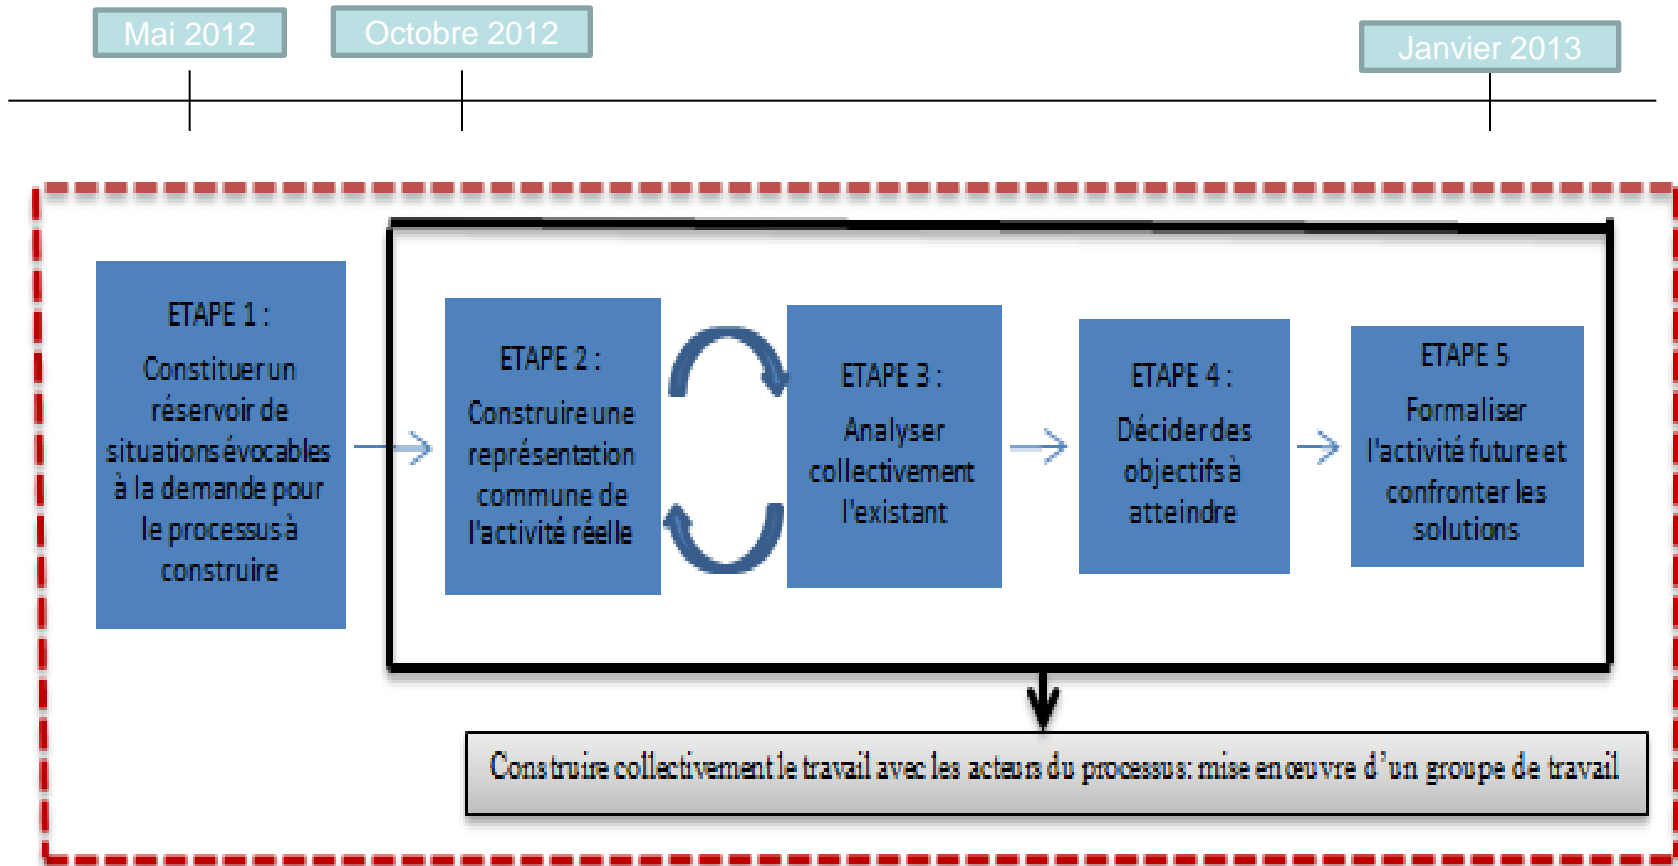 Mai 2012
Octobre 2012
Janvier 2013
ETAPE 1 :
Constituer un
réservoir de
situations évocables
à la demande pour
le processus à
construire
ETAPE 2 :
Construire une
représentation
commune de
l'activité réelle
ETAPE 3 :
Analyser
collectivement
l'existant
ETAPE 4 :
Décider des
objectifs à
atteindre
ETAPE 5
Formaliser
l'activité future et
confronter les
solutions
Construire collectivement le travail avec les acteurs du processus: mise en œuvre d’un groupe de travail